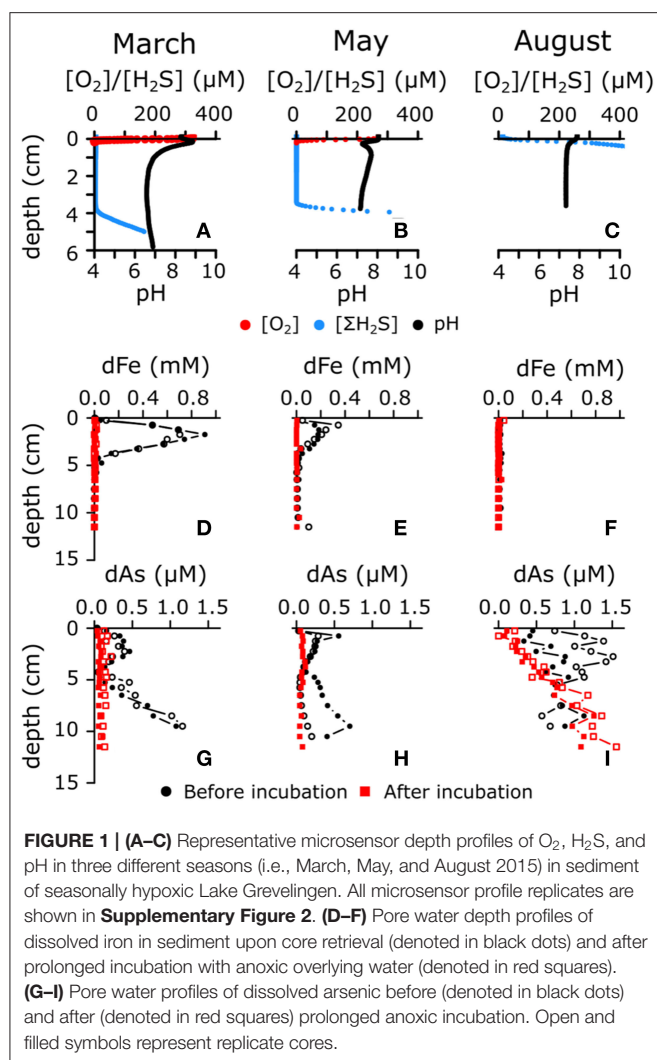 March May August
[O₂]/[H₂S] (μM) [O₂]/[H₂S] (μM) [O₂]/[H₂S] (μM)
0 200 400 0 200 400 0 200 400
depth (cm)
0
2
4
6
A B C
4 6 8 10 4 6 8 10 4 6 8 10
pH pH pH
[O₂] [ΣH₂S] pH
dFe (mM) dFe (mM) dFe (mM)
0.0 0.4 0.8 0.0 0.4 0.8 0.0 0.4 0.8
depth (cm)
0
5
10
15
D E F
dAs (μM) dAs (μM) dAs (μM)
0.0 0.5 1.0 1.5 0.0 0.5 1.0 1.5 0.0 0.5 1.0 1.5
depth (cm)
0
5
10
15
G H I
Before incubation After incubation
FIGURE 1 | (A–C) Representative microsensor depth profiles of O₂, H₂S, and
pH in three different seasons (i.e., March, May, and August 2015) in sediment
of seasonally hypoxic Lake Grevelingen. All microsensor profile replicates are
shown in Supplementary Figure 2. (D–F) Pore water depth profiles of
dissolved iron in sediment upon core retrieval (denoted in black dots) and after
prolonged incubation with anoxic overlying water (denoted in red squares).
(G–I) Pore water profiles of dissolved arsenic before (denoted in black dots)
and after (denoted in red squares) prolonged anoxic incubation. Open and
filled symbols represent replicate cores.